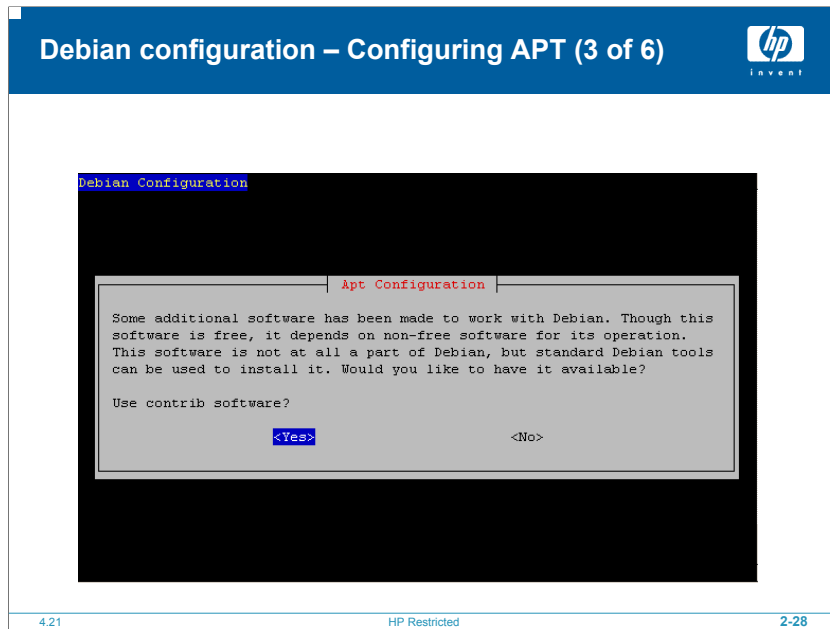 Debian configuration – Configuring APT (3 of 6)
hp
invent
Debian Configuration
Apt Configuration
Some additional software has been made to work with Debian. Though this
software is free, it depends on non-free software for its operation.
This software is not at all a part of Debian, but standard Debian tools
can be used to install it. Would you like to have it available?
Use contrib software?
<Yes> <No>
4.21 HP Restricted 2-28